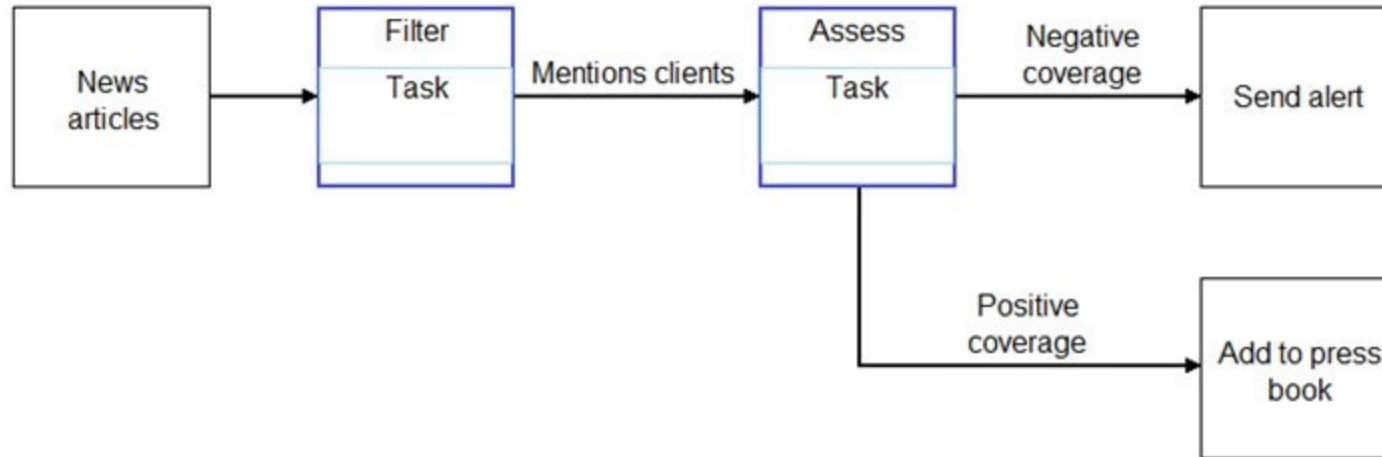 News
articles
Filter
Task
Mentions clients
Assess
Task
Negative
coverage
Send alert
Positive
coverage
Add to press
book